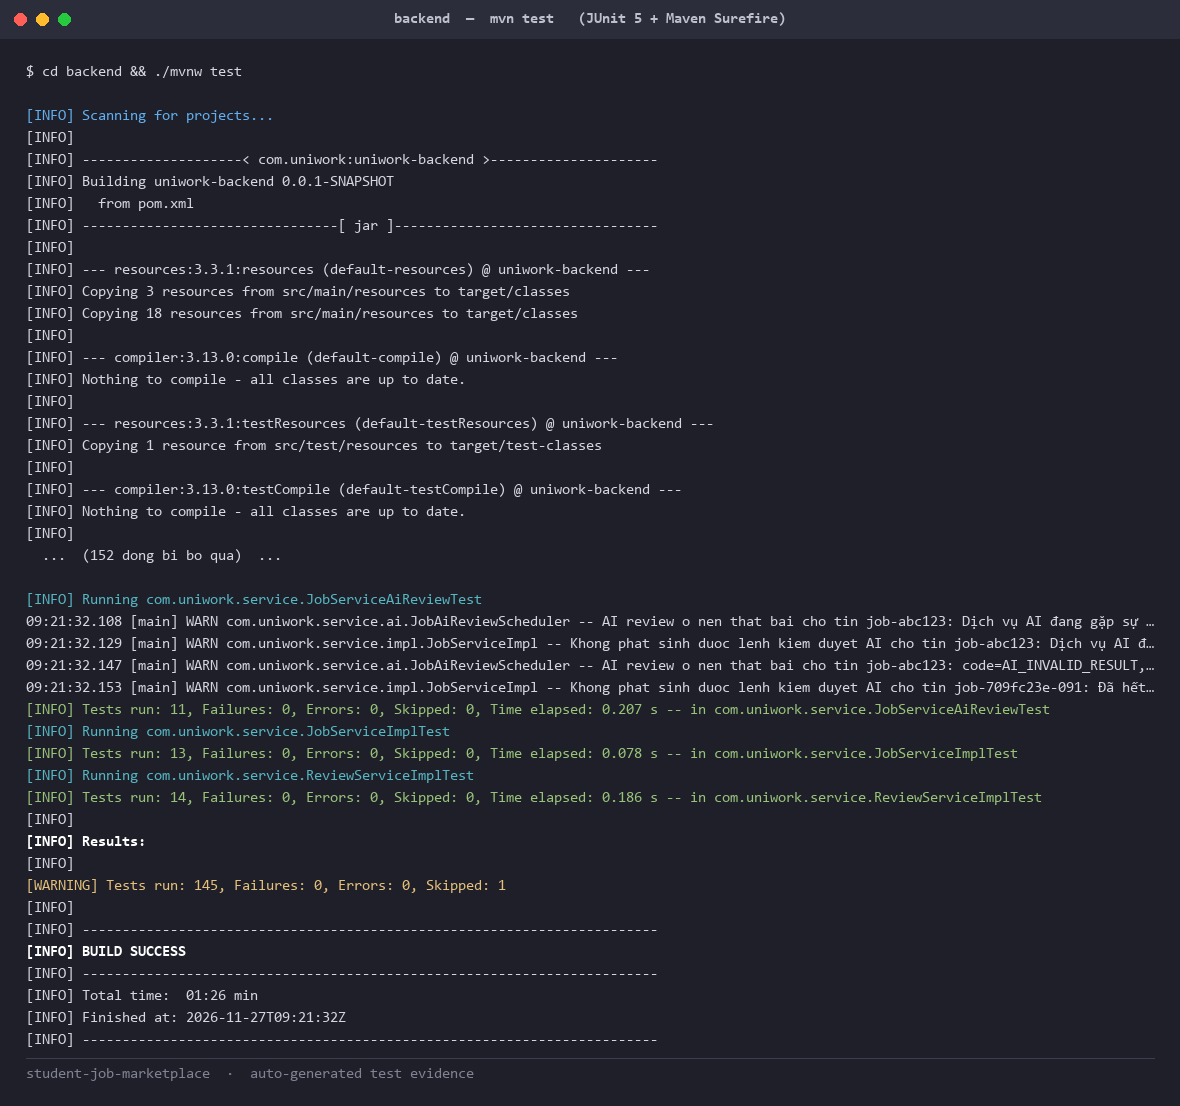 backend — mvn test (JUnit 5 + Maven Surefire)
$ cd backend && ./mvnw test
[INFO] Scanning for projects...
[INFO]
[INFO] --------------------< com.uniwork:uniwork-backend >---------------------
[INFO] Building uniwork-backend 0.0.1-SNAPSHOT
[INFO]   from pom.xml
[INFO] --------------------------------[ jar ]---------------------------------
[INFO]
[INFO] --- resources:3.3.1:resources (default-resources) @ uniwork-backend ---
[INFO] Copying 3 resources from src/main/resources to target/classes
[INFO] Copying 18 resources from src/main/resources to target/classes
[INFO]
[INFO] --- compiler:3.13.0:compile (default-compile) @ uniwork-backend ---
[INFO] Nothing to compile - all classes are up to date.
[INFO]
[INFO] --- resources:3.3.1:testResources (default-testResources) @ uniwork-backend ---
[INFO] Copying 1 resource from src/test/resources to target/test-classes
[INFO]
[INFO] --- compiler:3.13.0:testCompile (default-testCompile) @ uniwork-backend ---
[INFO] Nothing to compile - all classes are up to date.
[INFO]
  ...  (152 dong bi bo qua)  ...
[INFO] Running com.uniwork.service.JobServiceAiReviewTest
09:21:32.108 [main] WARN com.uniwork.service.ai.JobAiReviewScheduler -- AI review o nen that bai cho tin job-abc123: Dịch vụ AI đang gặp sự …
09:21:32.129 [main] WARN com.uniwork.service.impl.JobServiceImpl -- Khong phat sinh duoc lenh kiem duyet AI cho tin job-abc123: Dịch vụ AI đ…
09:21:32.147 [main] WARN com.uniwork.service.ai.JobAiReviewScheduler -- AI review o nen that bai cho tin job-abc123: code=AI_INVALID_RESULT,…
09:21:32.153 [main] WARN com.uniwork.service.impl.JobServiceImpl -- Khong phat sinh duoc lenh kiem duyet AI cho tin job-709fc23e-091: Đã hết…
[INFO] Tests run: 11, Failures: 0, Errors: 0, Skipped: 0, Time elapsed: 0.207 s -- in com.uniwork.service.JobServiceAiReviewTest
[INFO] Running com.uniwork.service.JobServiceImplTest
[INFO] Tests run: 13, Failures: 0, Errors: 0, Skipped: 0, Time elapsed: 0.078 s -- in com.uniwork.service.JobServiceImplTest
[INFO] Running com.uniwork.service.ReviewServiceImplTest
[INFO] Tests run: 14, Failures: 0, Errors: 0, Skipped: 0, Time elapsed: 0.186 s -- in com.uniwork.service.ReviewServiceImplTest
[INFO]
[INFO] Results:
[INFO]
[WARNING] Tests run: 145, Failures: 0, Errors: 0, Skipped: 1
[INFO]
[INFO] ------------------------------------------------------------------------
[INFO] BUILD SUCCESS
[INFO] ------------------------------------------------------------------------
[INFO] Total time:  01:26 min
[INFO] Finished at: 2026-11-27T09:21:32Z
[INFO] ------------------------------------------------------------------------
student-job-marketplace · auto-generated test evidence